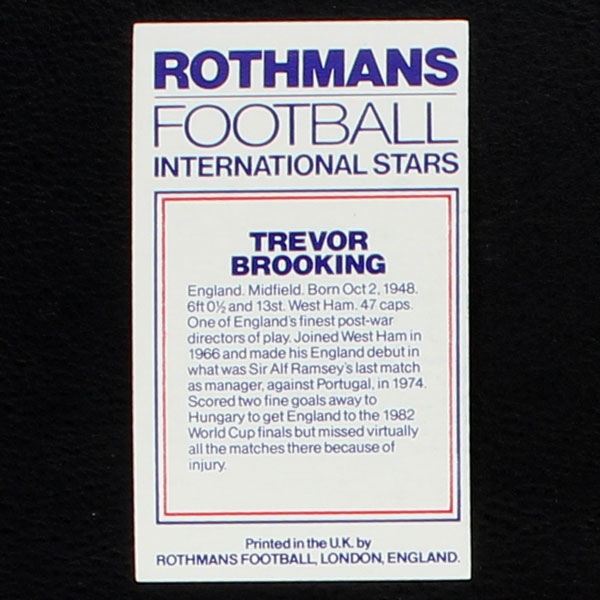 ROTHMANS
FOOTBALL
INTERNATIONAL STARS
TREVOR
BROOKING
England. Midfield. Born Oct 2, 1948.
6ft 0½ and 13st. West Ham. 47 caps.
One of England's finest post-war
directors of play. Joined West Ham in
1966 and made his England debut in
what was Sir Alf Ramsey's last match
as manager, against Portugal, in 1974.
Scored two fine goals away to
Hungary to get England to the 1982
World Cup finals but missed virtually
all the matches there because of
injury.
Printed in the U.K. by
ROTHMANS FOOTBALL, LONDON, ENGLAND.